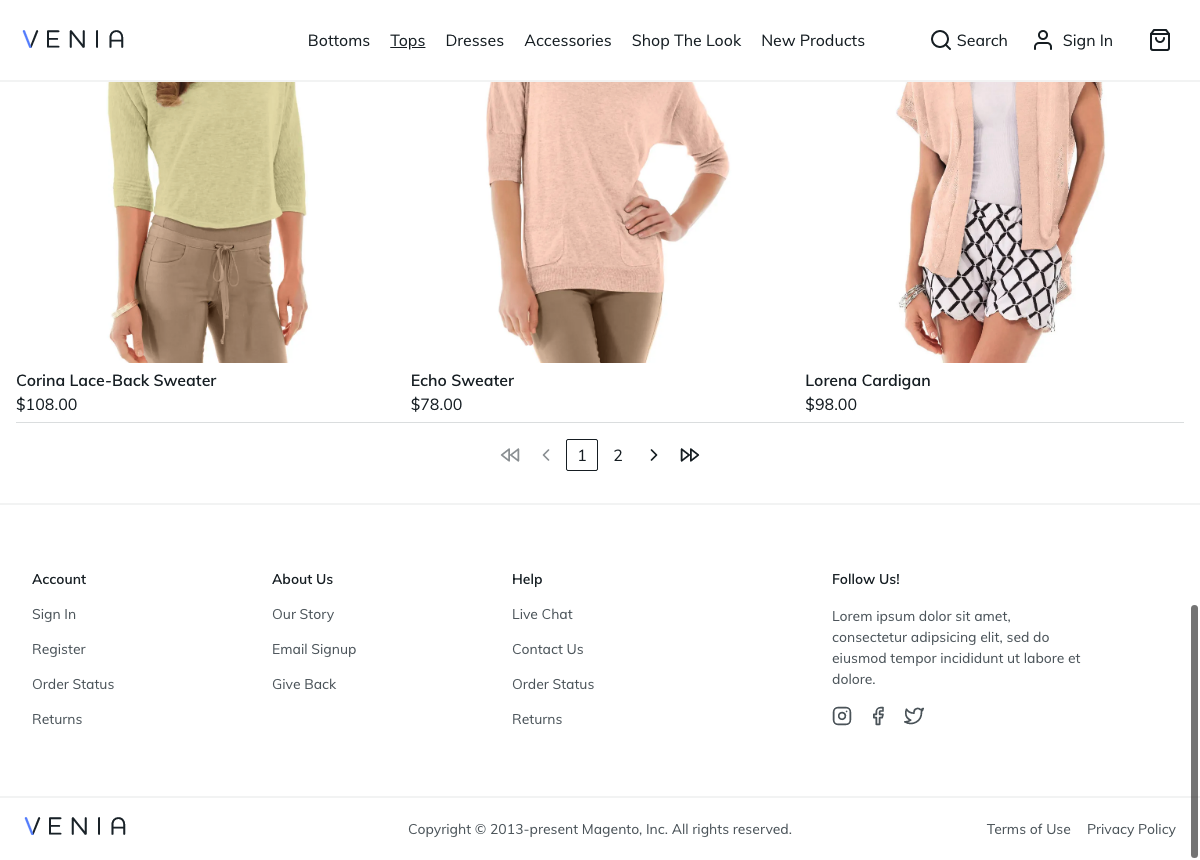 VENIA
Bottoms Tops Dresses Accessories Shop The Look New Products
Search Sign In
Corina Lace-Back Sweater
$108.00
Echo Sweater
$78.00
Lorena Cardigan
$98.00
1 2
Account
Sign In
Register
Order Status
Returns
About Us
Our Story
Email Signup
Give Back
Help
Live Chat
Contact Us
Order Status
Returns
Follow Us!
Lorem ipsum dolor sit amet,
consectetur adipsicing elit, sed do
eiusmod tempor incididunt ut labore et
dolore.
VENIA
Copyright © 2013-present Magento, Inc. All rights reserved.
Terms of Use Privacy Policy